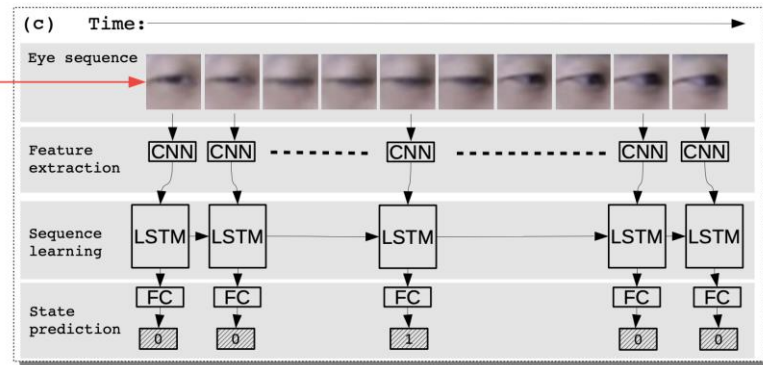 (c) Time:
Eye sequence
Feature extraction
CNN CNN CNN CNN CNN
Sequence learning
LSTM LSTM LSTM LSTM LSTM
FC FC FC FC FC
State prediction
0 0 1 0 0